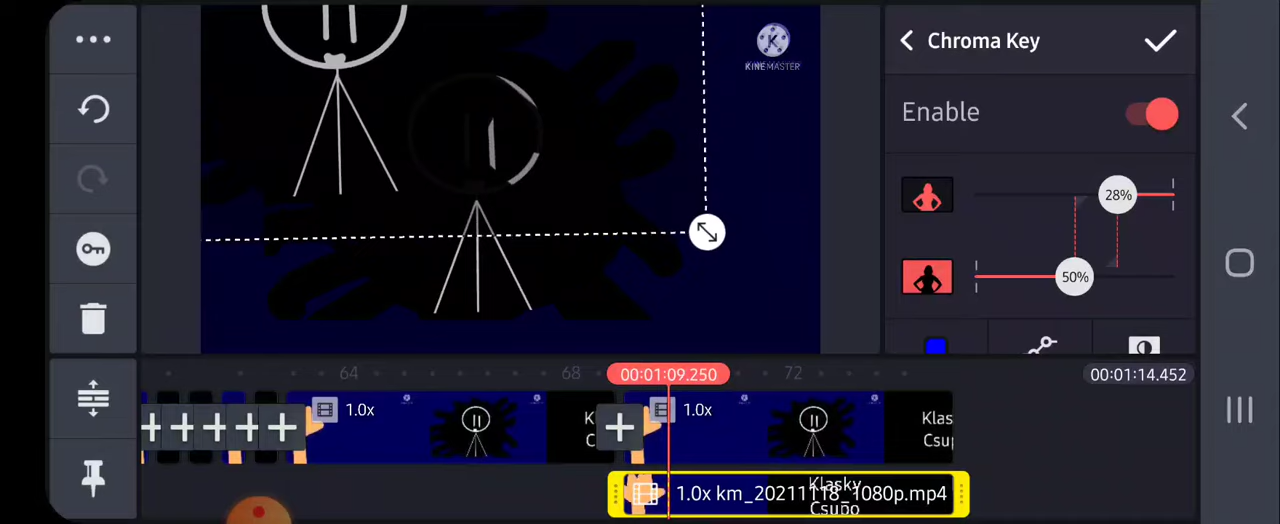 KINEMASTER
Chroma Key
Enable
28%
50%
64
68
00:01:09.250
72
00:01:14.452
1.0x
Kl
C
1.0x
Klas
Csu
1.0x km_20211118_1080p.mp4
Klasky
Csupo